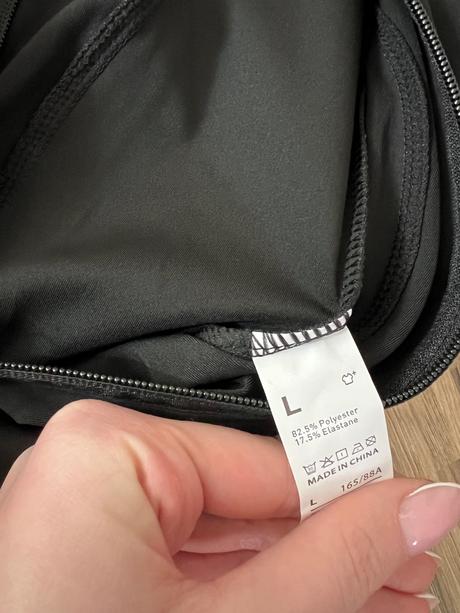 L
82.5% Polyester
17.5% Elastane
MADE IN CHINA
L 165/88A